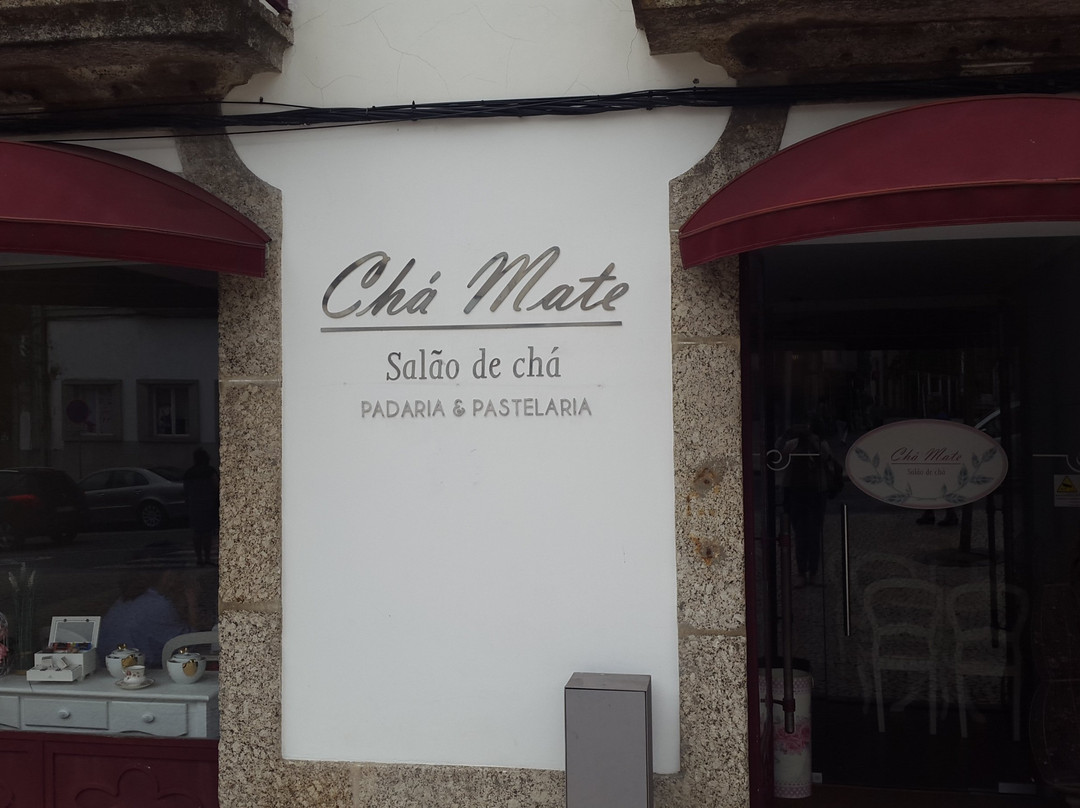 Chá Mate
Salão de chá
PADARIA & PASTELARIA
Chá Mate
Salão de chá